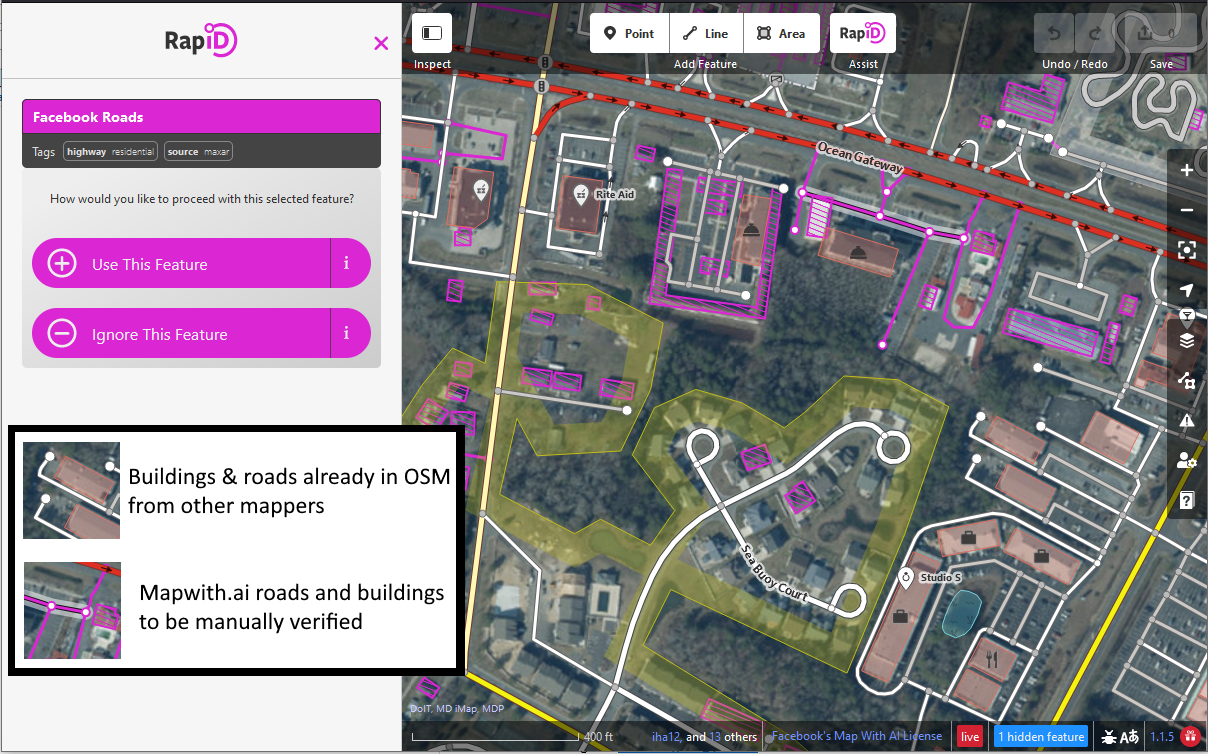 RapiD
Facebook Roads
Tags highway residential source maxar
How would you like to proceed with this selected feature?
Use This Feature i
Ignore This Feature i
Buildings & roads already in OSM
from other mappers
Mapwith.ai roads and buildings
to be manually verified
Inspect
Point Line Area
Add Feature
RapiD
Assist
Undo / Redo
0
Save
Ocean Gateway
Rite Aid
Sea Buoy Court
Studio S
DoIT, MD iMap, MDP
400 ft
iha12, and 13 others
Facebook's Map With AI License
live
1 hidden feature
1.1.5